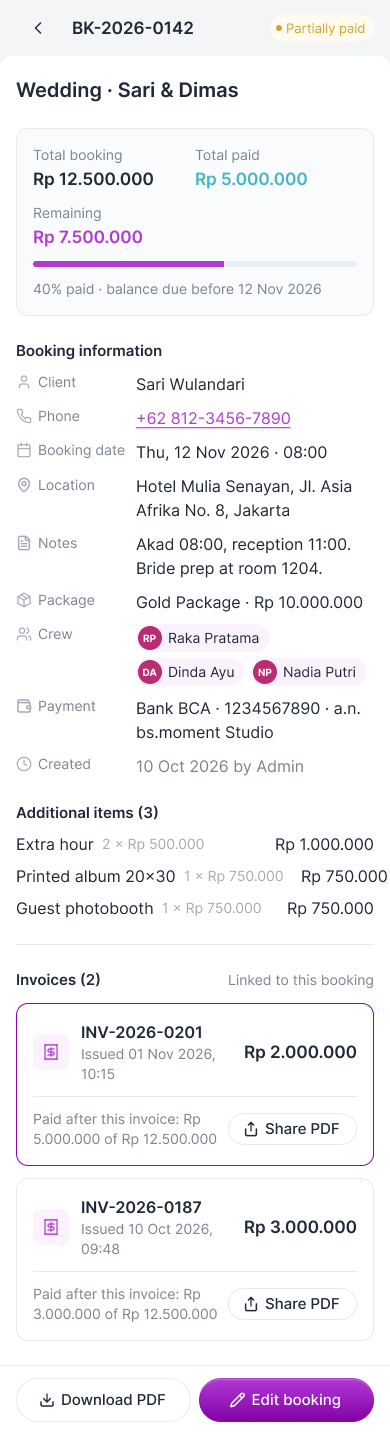 BK-2026-0142
Partially paid
Wedding · Sari & Dimas
Total booking
Total paid
Rp 12.500.000
Rp 5.000.000
Remaining
Rp 7.500.000
40% paid · balance due before 12 Nov 2026
Booking information
Client
Sari Wulandari
Phone
+62 812-3456-7890
Booking date
Thu, 12 Nov 2026 · 08:00
Location
Hotel Mulia Senayan, Jl. Asia
Afrika No. 8, Jakarta
Notes
Akad 08:00, reception 11:00.
Bride prep at room 1204.
Package
Gold Package · Rp 10.000.000
Crew
RP Raka Pratama
DA Dinda Ayu
NP Nadia Putri
Payment
Bank BCA · 1234567890 · a.n.
bs.moment Studio
Created
10 Oct 2026 by Admin
Additional items (3)
Extra hour 2 × Rp 500.000 Rp 1.000.000
Printed album 20×30 1 × Rp 750.000 Rp 750.000
Guest photobooth 1 × Rp 750.000 Rp 750.000
Invoices (2)
Linked to this booking
INV-2026-0201
Issued 01 Nov 2026,
10:15
Rp 2.000.000
Paid after this invoice: Rp
5.000.000 of Rp 12.500.000
Share PDF
INV-2026-0187
Issued 10 Oct 2026,
09:48
Rp 3.000.000
Paid after this invoice: Rp
3.000.000 of Rp 12.500.000
Share PDF
Download PDF
Edit booking